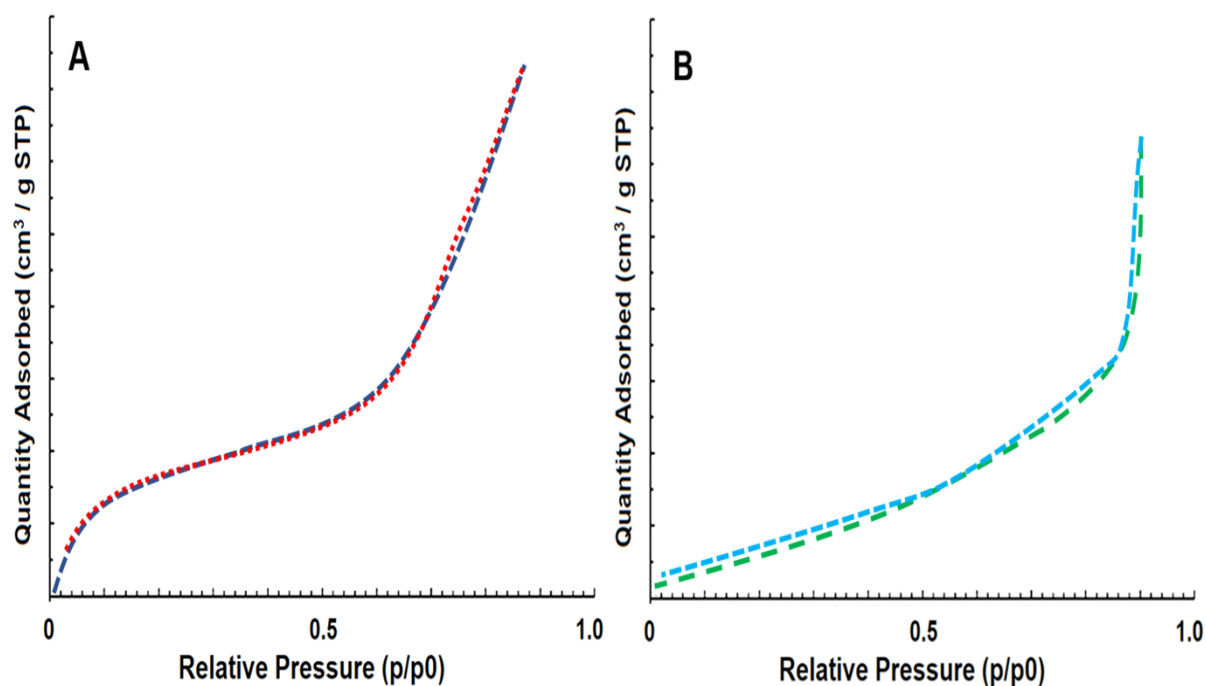 A
Quantity Adsorbed (cm³ / g STP)
0
0.5
1.0
Relative Pressure (p/p0)
B
Quantity Adsorbed (cm³ / g STP)
0
0.5
1.0
Relative Pressure (p/p0)